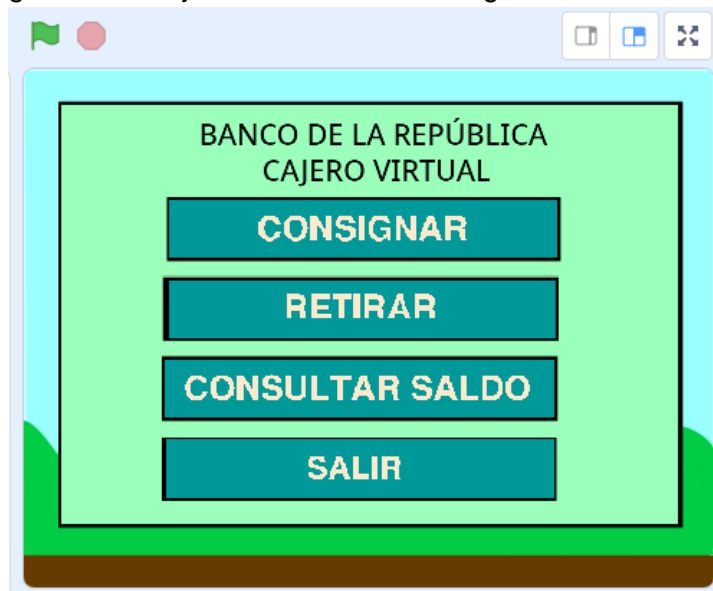 BANCO DE LA REPÚBLICA
CAJERO VIRTUAL
CONSIGNAR
RETIRAR
CONSULTAR SALDO
SALIR